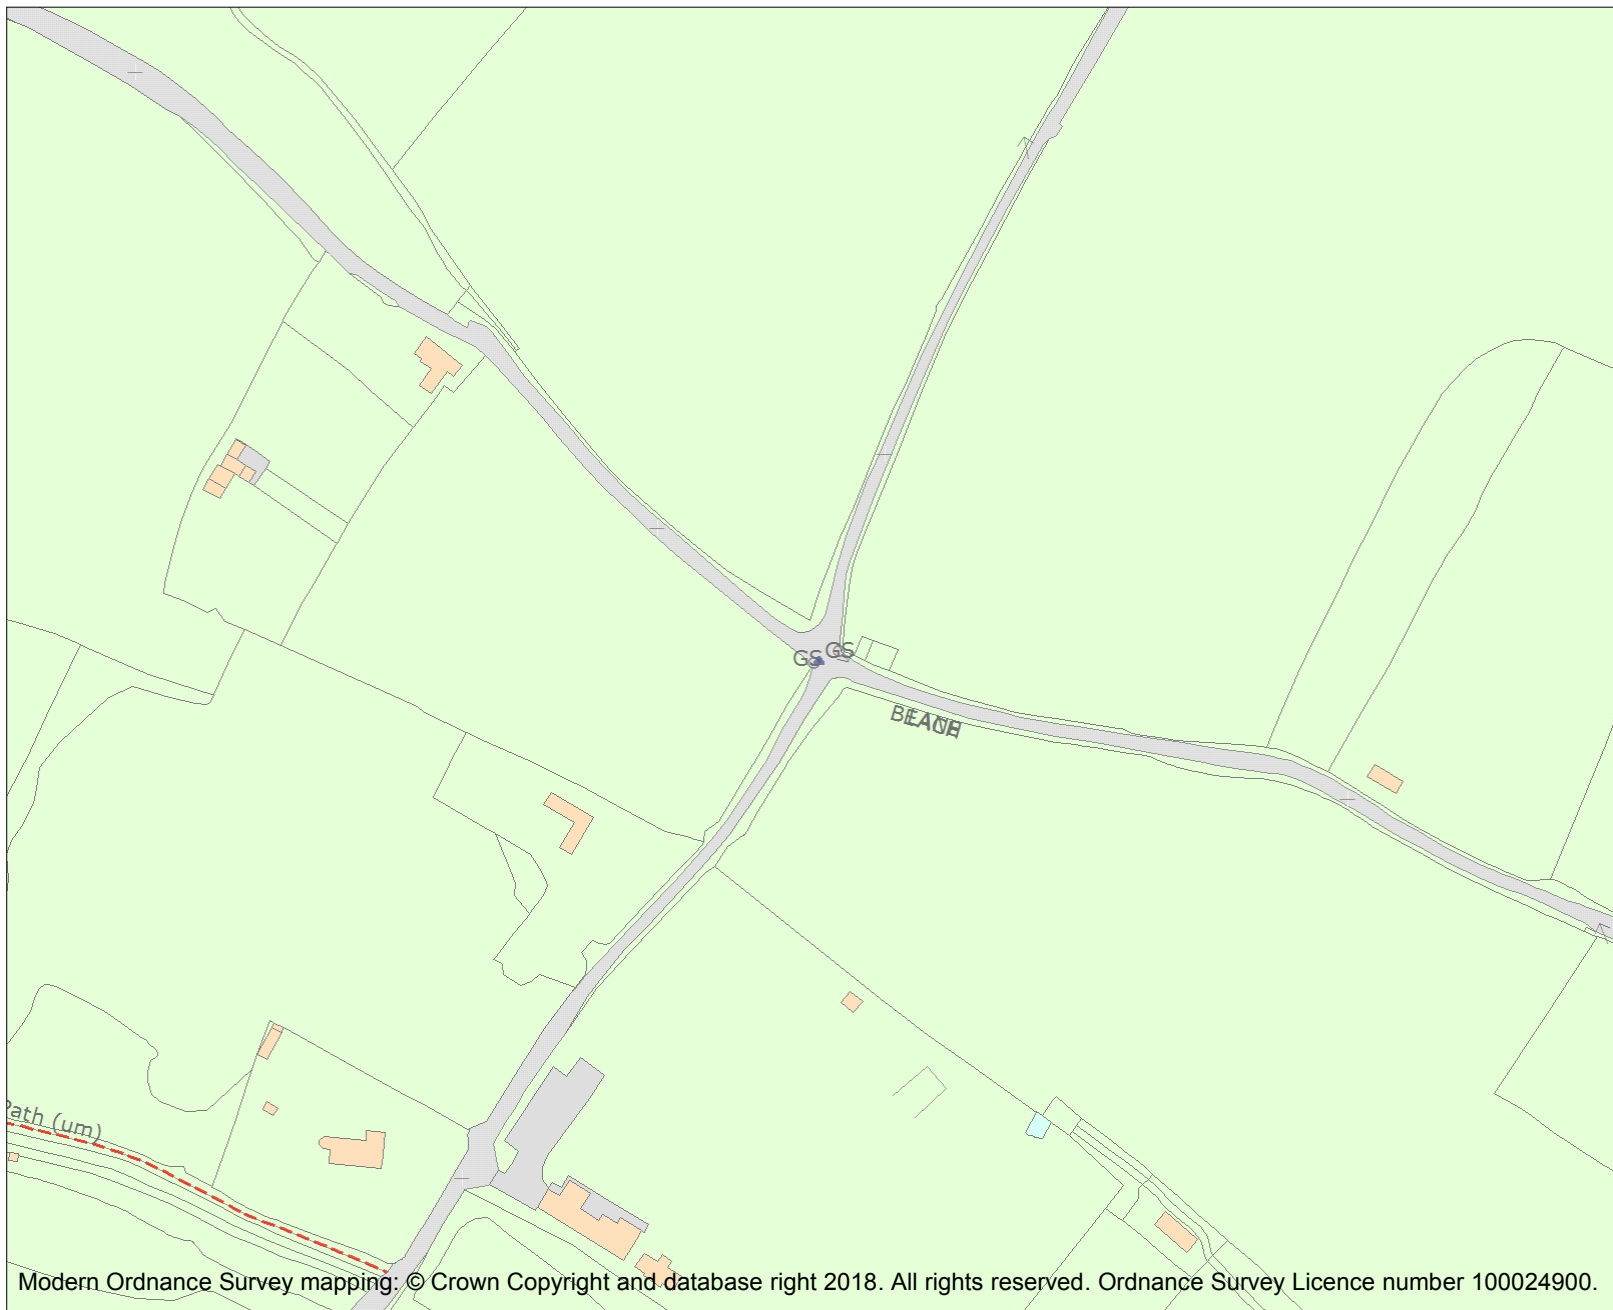 GS GS
LANE
Path (um)
Modern Ordnance Survey mapping: © Crown Copyright and database right 2018. All rights reserved. Ordnance Survey Licence number 100024900.